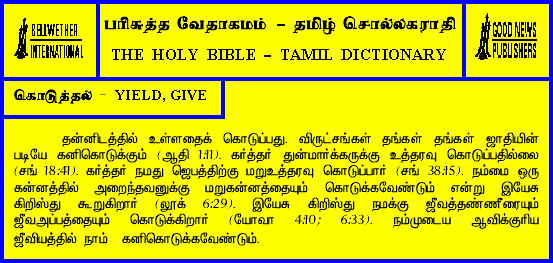 BELLWETHER
INTERNATIONAL
பரிசுத்த வேதாகமம் – தமிழ் சொல்லகராதி
THE HOLY BIBLE – TAMIL DICTIONARY
GOOD NEWS
PUBLISHERS
கொடுத்தல் – YIELD, GIVE
தன்னிடத்தில் உள்ளதைக் கொடுப்பது. விருட்சங்கள் தங்கள் தங்கள் ஜாதியின்
படியே கனிகொடுக்கும் (ஆதி 1:11). கர்த்தர் துன்மார்க்கருக்கு உத்தரவு கொடுப்பதில்லை
(சங் 18:41). கர்த்தர் நமது ஜெபத்திற்கு மறுஉத்தரவு கொடுப்பார் (சங் 38:15). நம்மை ஒரு
கன்னத்தில் அறைந்தவனுக்கு மறுகன்னத்தையும் கொடுக்கவேண்டும் என்று இயேசு
கிறிஸ்து கூறுகிறார் (லூக் 6:29). இயேசு கிறிஸ்து நமக்கு ஜீவத்தண்ணீரையும்
ஜீவஅப்பத்தையும் கொடுக்கிறார் (யோவா 4:10; 6:33). நம்முடைய ஆவிக்குரிய
ஜீவியத்தில் நாம் கனிகொடுக்கவேண்டும்.